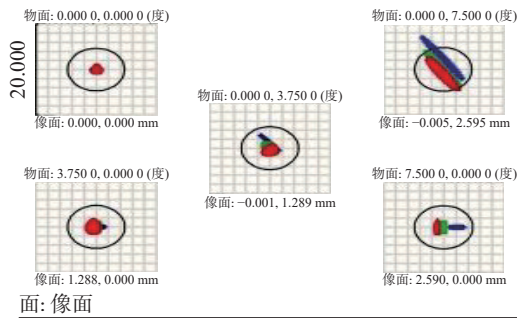 物面: 0.000 0, 0.000 0 (度)
20.000
像面: 0.000, 0.000 mm
物面: 0.000 0, 7.500 0 (度)
像面: −0.005, 2.595 mm
物面: 0.000 0, 3.750 0 (度)
像面: −0.001, 1.289 mm
物面: 3.750 0, 0.000 0 (度)
像面: 1.288, 0.000 mm
物面: 7.500 0, 0.000 0 (度)
像面: 2.590, 0.000 mm
面: 像面